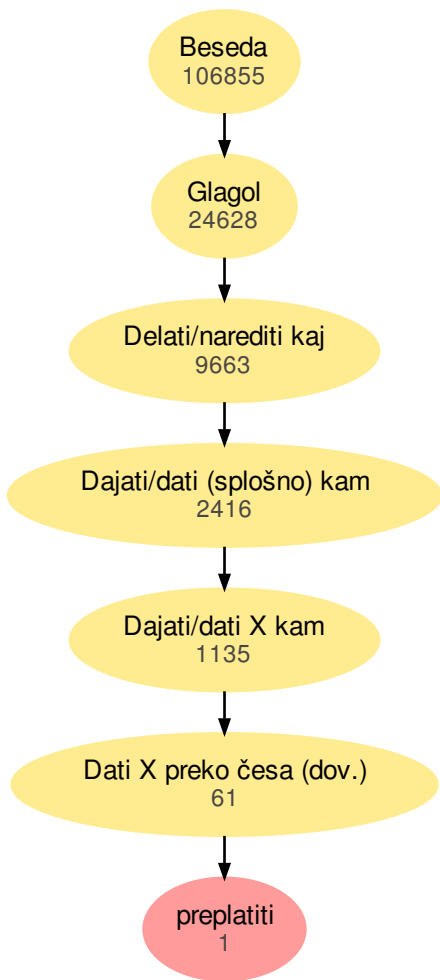 Beseda
106855
Glagol
24628
Delati/narediti kaj
9663
Dajati/dati (splošno) kam
2416
Dajati/dati X kam
1135
Dati X preko česa (dov.)
61
preplatiti
1